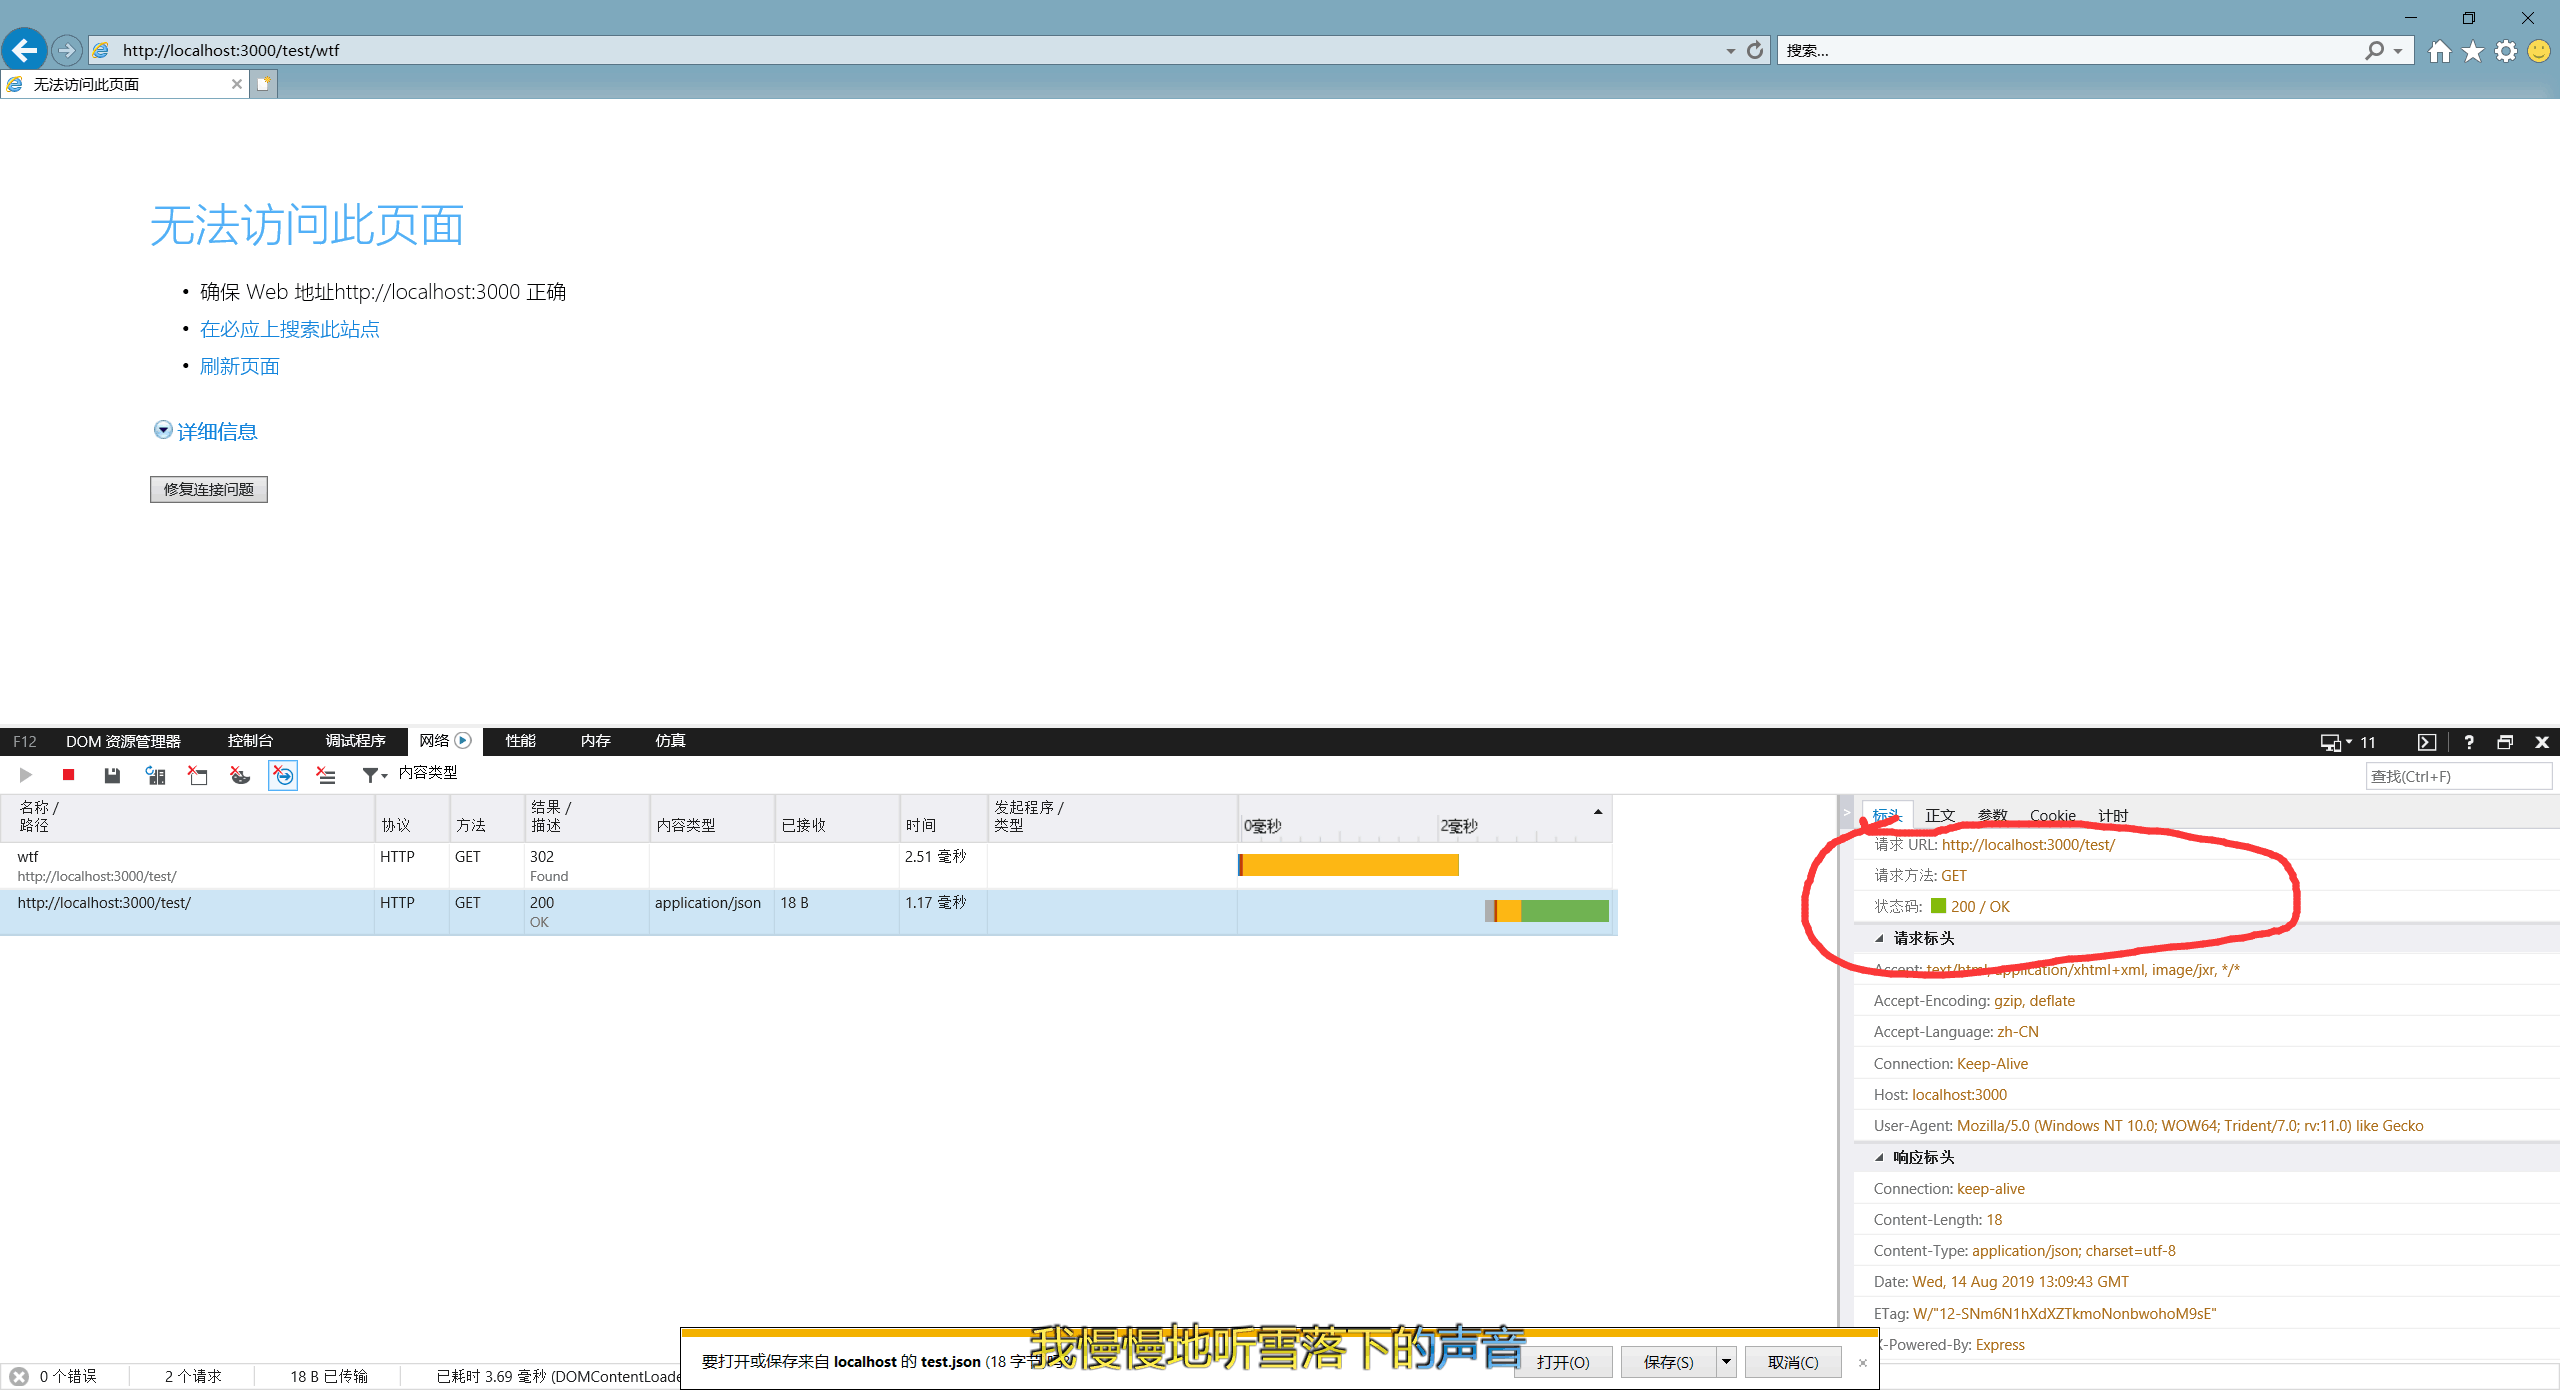 http://localhost:3000/test/wtf
搜索...
无法访问此页面
无法访问此页面
• 确保 Web 地址http://localhost:3000 正确
• 在必应上搜索此站点
• 刷新页面
详细信息
修复连接问题
F12 DOM 资源管理器 控制台 调试程序 网络 性能 内存 仿真 11
内容类型
查找(Ctrl+F)
名称 / 路径 协议 方法 结果 / 描述 内容类型 已接收 时间 发起程序 / 类型 0毫秒 2毫秒
wtf HTTP GET 302 2.51 毫秒
http://localhost:3000/test/ Found
http://localhost:3000/test/ HTTP GET 200 application/json 18 B 1.17 毫秒
OK
标头 正文 参数 Cookie 计时
请求 URL: http://localhost:3000/test/
请求方法: GET
状态码: 200 / OK
请求标头
Accept: text/html, application/xhtml+xml, image/jxr, */*
Accept-Encoding: gzip, deflate
Accept-Language: zh-CN
Connection: Keep-Alive
Host: localhost:3000
User-Agent: Mozilla/5.0 (Windows NT 10.0; WOW64; Trident/7.0; rv:11.0) like Gecko
响应标头
Connection: keep-alive
Content-Length: 18
Content-Type: application/json; charset=utf-8
Date: Wed, 14 Aug 2019 13:09:43 GMT
ETag: W/"12-SNm6N1hXdXZTkmoNonbwohoM9sE"
X-Powered-By: Express
我慢慢地听雪落下的声音
要打开或保存来自 localhost 的 test.json (18 字节) 吗? 打开(O) 保存(S) 取消(C)
0 个错误 2 个请求 18 B 已传输 已耗时 3.69 毫秒 (DOMContentLoade